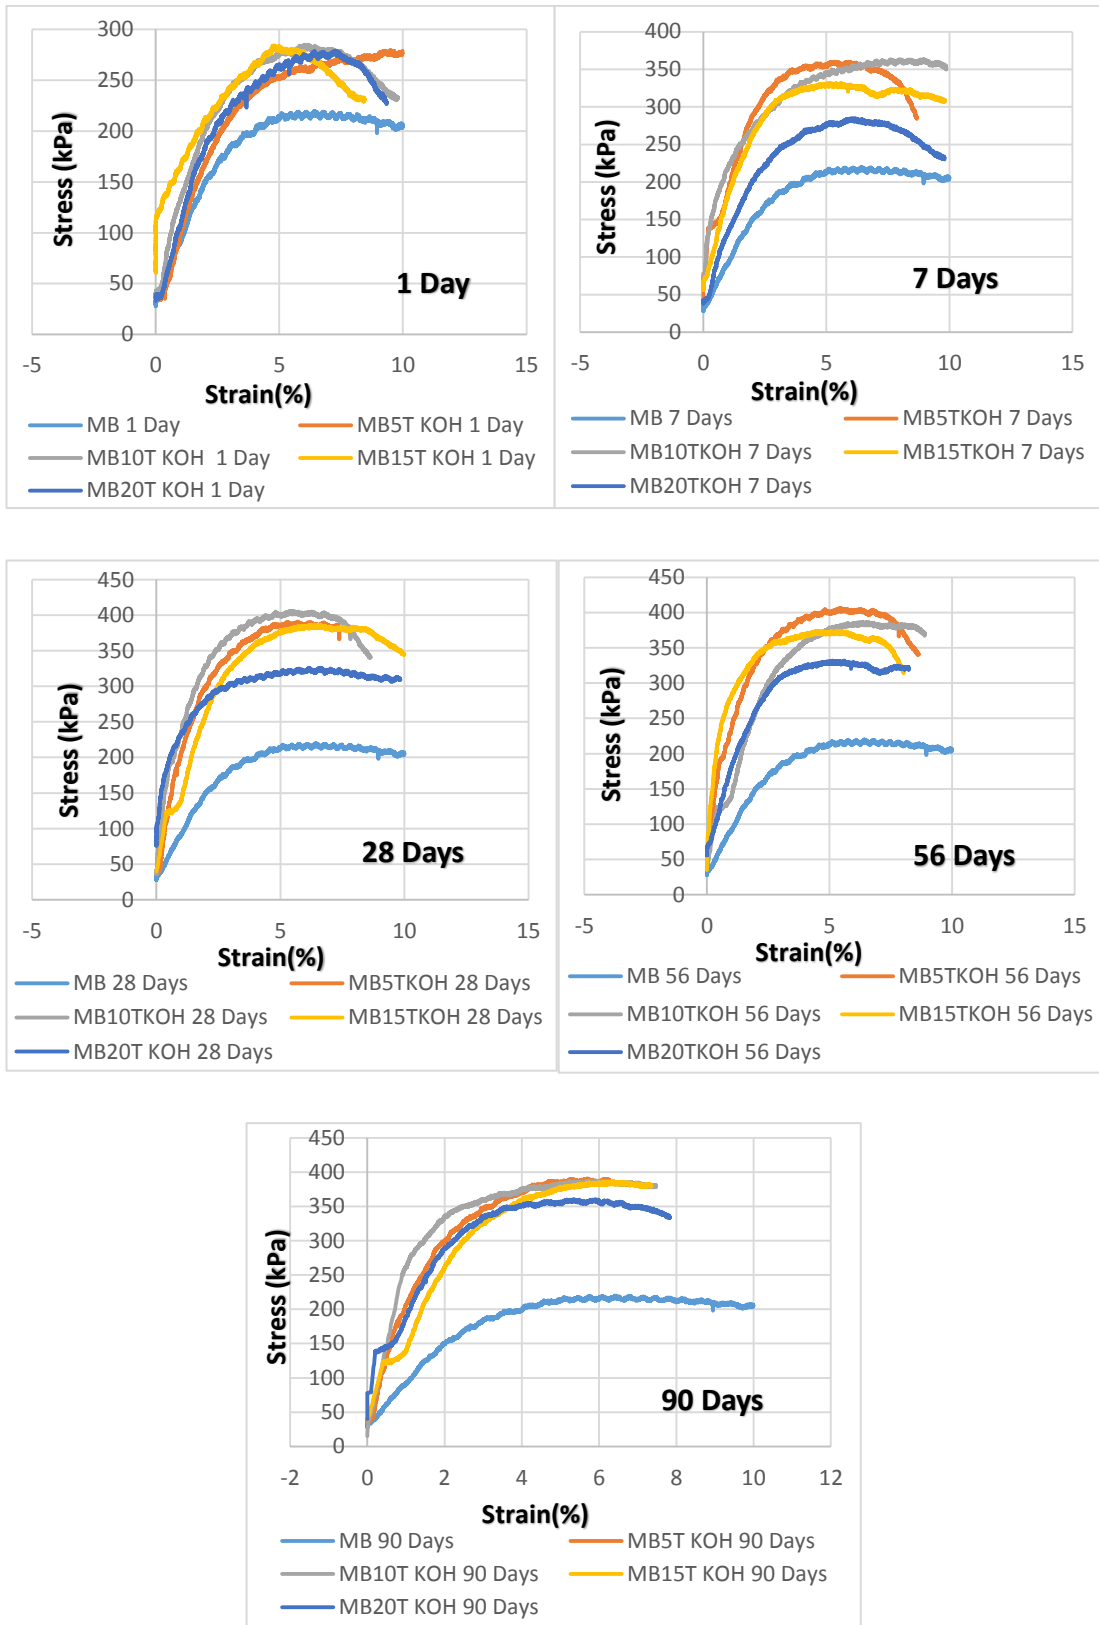 300
250
200
150
100
50
0
-5 0 5 10 15
Stress (kPa)
Strain(%)
1 Day
MB 1 Day MB5T KOH 1 Day
MB10T KOH  1 Day MB15T KOH 1 Day
MB20T KOH 1 Day
400
350
300
250
200
150
100
50
0
-5 0 5 10 15
Stress (kPa)
Strain(%)
7 Days
MB 7 Days MB5TKOH 7 Days
MB10TKOH 7 Days MB15TKOH 7 Days
MB20TKOH 7 Days
450
400
350
300
250
200
150
100
50
0
-5 0 5 10 15
Stress (kPa)
Strain(%)
28 Days
MB 28 Days MB5TKOH 28 Days
MB10TKOH 28 Days MB15TKOH 28 Days
MB20T KOH 28 Days
450
400
350
300
250
200
150
100
50
0
-5 0 5 10 15
Stress (kPa)
Strain(%)
56 Days
MB 56 Days MB5TKOH 56 Days
MB10TKOH 56 Days MB15TKOH 56 Days
MB20TKOH 56 Days
450
400
350
300
250
200
150
100
50
0
-2 0 2 4 6 8 10 12
Stress (kPa)
Strain(%)
90 Days
MB 90 Days MB5T KOH 90 Days
MB10T KOH 90 Days MB15T KOH 90 Days
MB20T KOH 90 Days